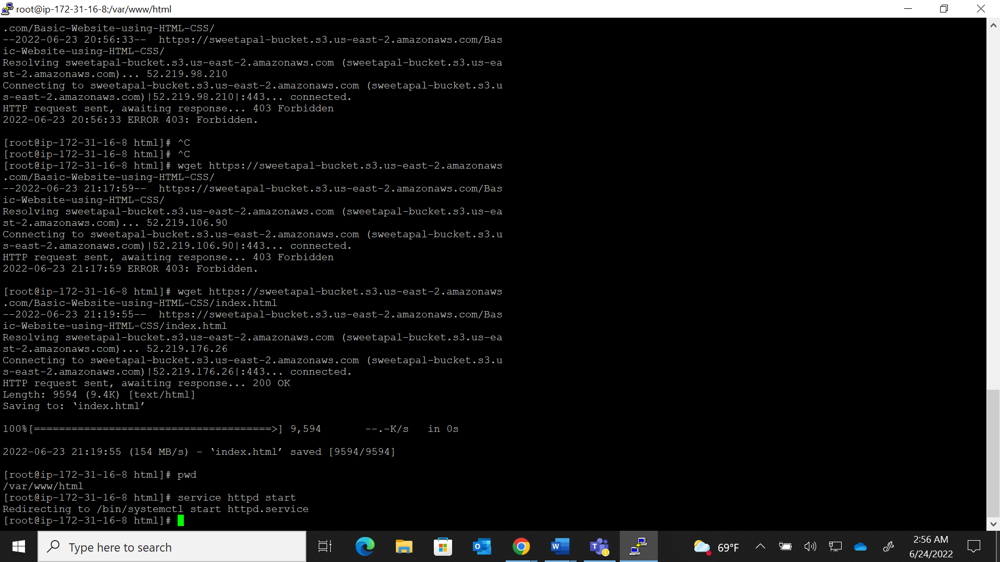 root@ip-172-31-16-8:/var/www/html
.com/Basic-Website-using-HTML-CSS/
--2022-06-23 20:56:33--  https://sweetapal-bucket.s3.us-east-2.amazonaws.com/Bas
ic-Website-using-HTML-CSS/
Resolving sweetapal-bucket.s3.us-east-2.amazonaws.com (sweetapal-bucket.s3.us-ea
st-2.amazonaws.com)... 52.219.98.210
Connecting to sweetapal-bucket.s3.us-east-2.amazonaws.com (sweetapal-bucket.s3.u
s-east-2.amazonaws.com)|52.219.98.210|:443... connected.
HTTP request sent, awaiting response... 403 Forbidden
2022-06-23 20:56:33 ERROR 403: Forbidden.
[root@ip-172-31-16-8 html]# ^C
[root@ip-172-31-16-8 html]# ^C
[root@ip-172-31-16-8 html]# wget https://sweetapal-bucket.s3.us-east-2.amazonaws
.com/Basic-Website-using-HTML-CSS/
--2022-06-23 21:17:59--  https://sweetapal-bucket.s3.us-east-2.amazonaws.com/Bas
ic-Website-using-HTML-CSS/
Resolving sweetapal-bucket.s3.us-east-2.amazonaws.com (sweetapal-bucket.s3.us-ea
st-2.amazonaws.com)... 52.219.106.90
Connecting to sweetapal-bucket.s3.us-east-2.amazonaws.com (sweetapal-bucket.s3.u
s-east-2.amazonaws.com)|52.219.106.90|:443... connected.
HTTP request sent, awaiting response... 403 Forbidden
2022-06-23 21:17:59 ERROR 403: Forbidden.
[root@ip-172-31-16-8 html]# wget https://sweetapal-bucket.s3.us-east-2.amazonaws
.com/Basic-Website-using-HTML-CSS/index.html
--2022-06-23 21:19:55--  https://sweetapal-bucket.s3.us-east-2.amazonaws.com/Bas
ic-Website-using-HTML-CSS/index.html
Resolving sweetapal-bucket.s3.us-east-2.amazonaws.com (sweetapal-bucket.s3.us-ea
st-2.amazonaws.com)... 52.219.176.26
Connecting to sweetapal-bucket.s3.us-east-2.amazonaws.com (sweetapal-bucket.s3.u
s-east-2.amazonaws.com)|52.219.176.26|:443... connected.
HTTP request sent, awaiting response... 200 OK
Length: 9594 (9.4K) [text/html]
Saving to: ‘index.html’
100%[======================================>] 9,594       --.-K/s   in 0s
2022-06-23 21:19:55 (154 MB/s) - ‘index.html’ saved [9594/9594]
[root@ip-172-31-16-8 html]# pwd
/var/www/html
[root@ip-172-31-16-8 html]# service httpd start
Redirecting to /bin/systemctl start httpd.service
[root@ip-172-31-16-8 html]#
Type here to search
69°F
2:56 AM
6/24/2022